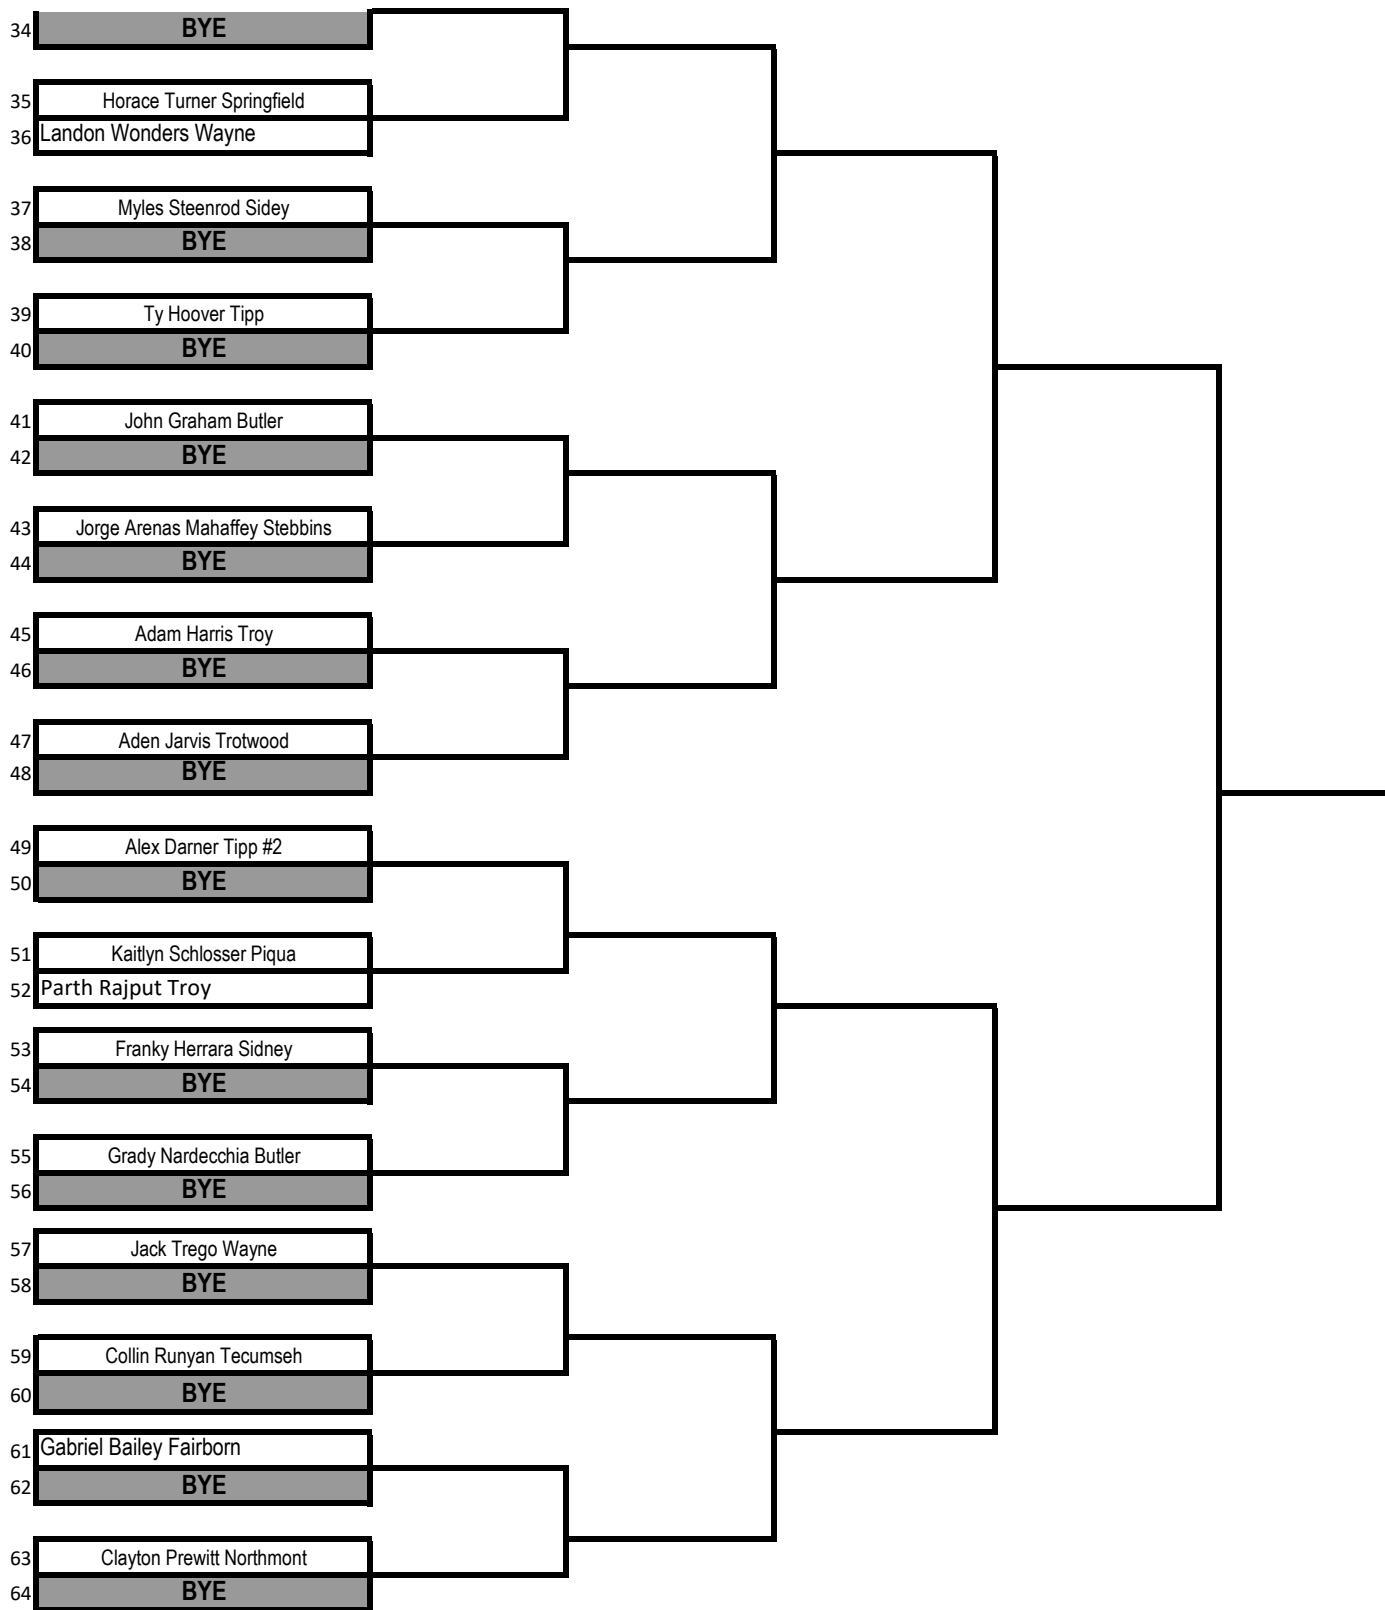 34 BYE
35 Horace Turner Springfield
36 Landon Wonders Wayne
37 Myles Steenrod Sidey
38 BYE
39 Ty Hoover Tipp
40 BYE
41 John Graham Butler
42 BYE
43 Jorge Arenas Mahaffey Stebbins
44 BYE
45 Adam Harris Troy
46 BYE
47 Aden Jarvis Trotwood
48 BYE
49 Alex Darner Tipp #2
50 BYE
51 Kaitlyn Schlosser Piqua
52 Parth Rajput Troy
53 Franky Herrara Sidney
54 BYE
55 Grady Nardecchia Butler
56 BYE
57 Jack Trego Wayne
58 BYE
59 Collin Runyan Tecumseh
60 BYE
61 Gabriel Bailey Fairborn
62 BYE
63 Clayton Prewitt Northmont
64 BYE